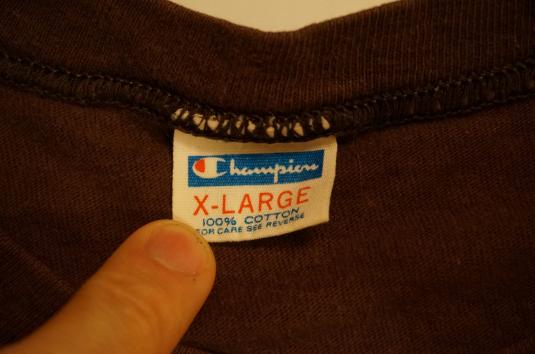 Champion
X-LARGE
100% COTTON
FOR CARE SEE REVERSE